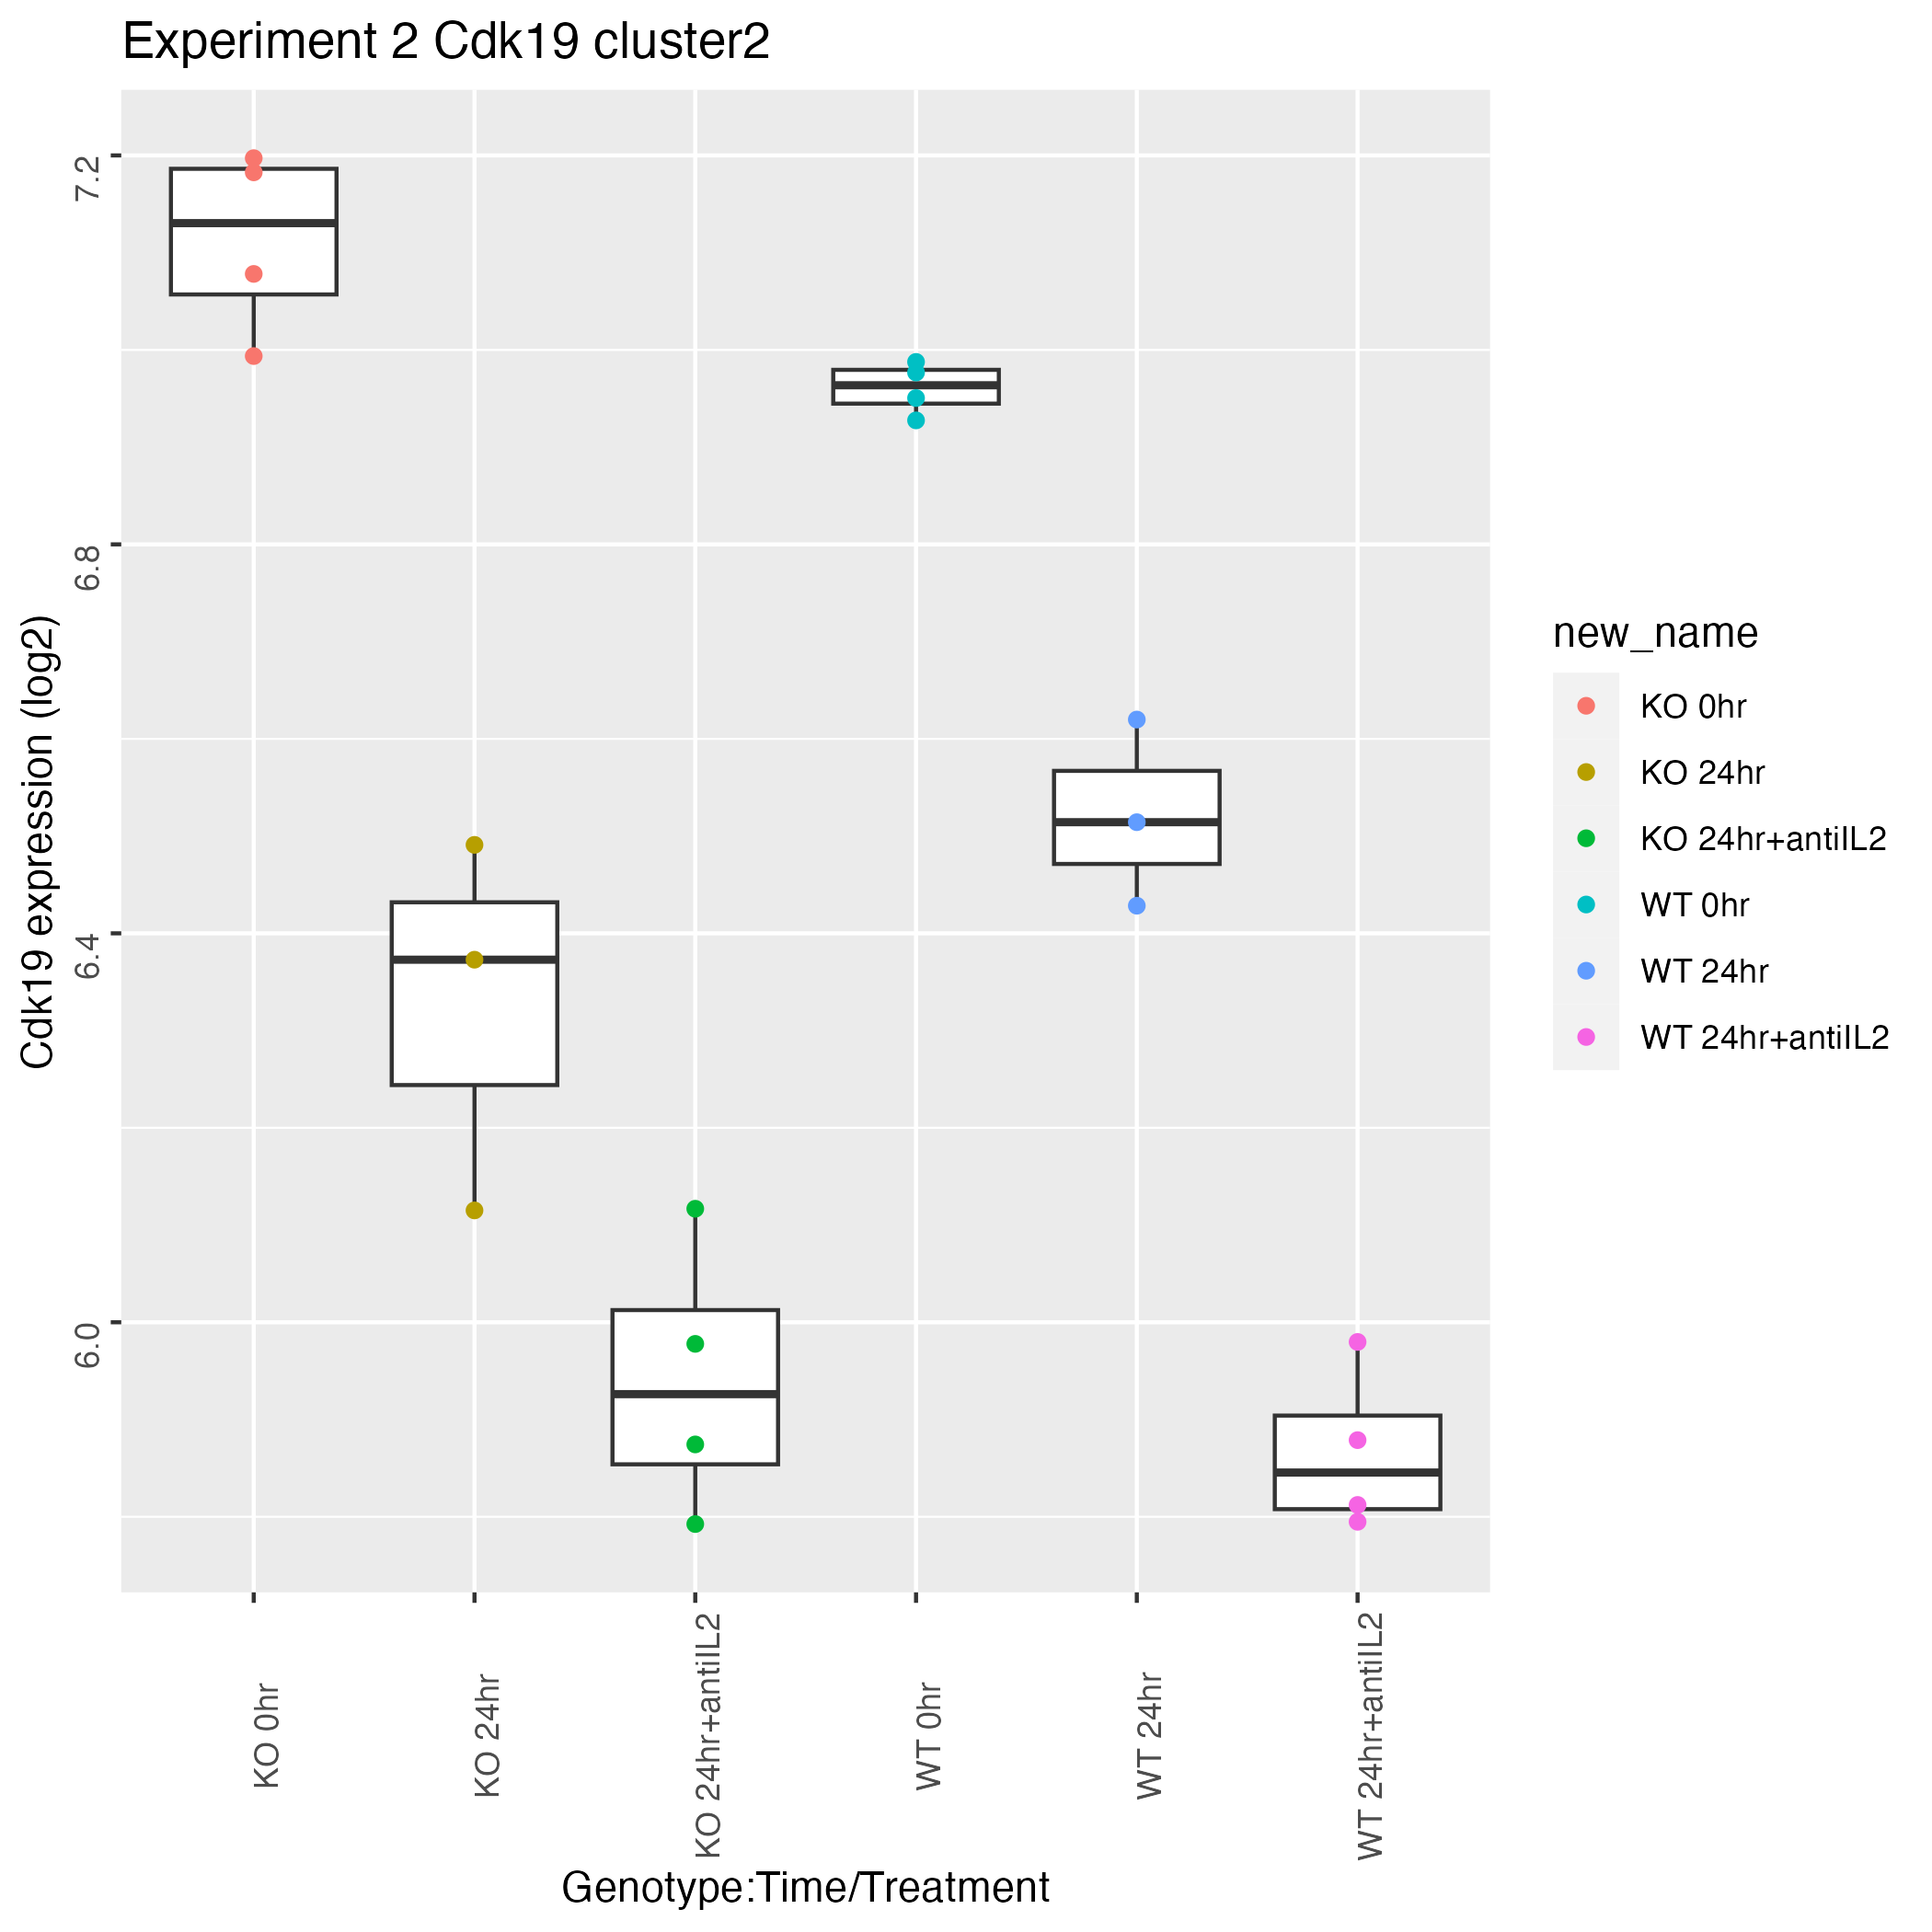 Experiment 2 Cdk19 cluster2
Cdk19 expression (log2)
7.2
6.8
6.4
6.0
KO 0hr
KO 24hr
KO 24hr+antiIL2
WT 0hr
WT 24hr
WT 24hr+antiIL2
Genotype:Time/Treatment
new_name
KO 0hr
KO 24hr
KO 24hr+antiIL2
WT 0hr
WT 24hr
WT 24hr+antiIL2